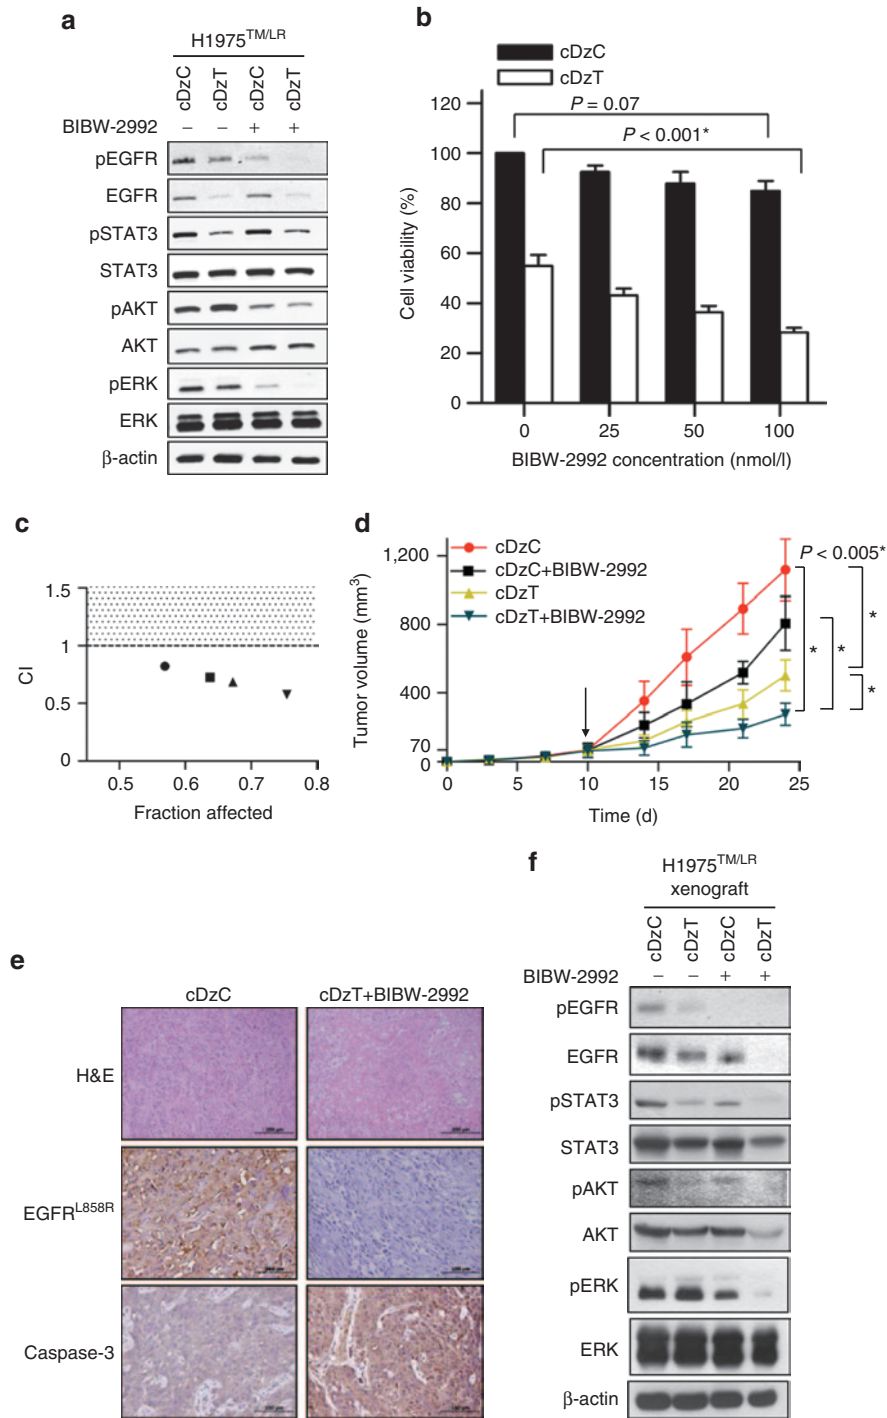 a
H1975TM/LR
cDzC cDzT cDzC cDzT
BIBW-2992 − − + +
pEGFR
EGFR
pSTAT3
STAT3
pAKT
AKT
pERK
ERK
β-actin
b
cDzC
cDzT
P = 0.07
P < 0.001*
120
100
80
60
40
20
0
Cell viability (%)
0 25 50 100
BIBW-2992 concentration (nmol/l)
c
1.5
1
0.5
0
CI
0.5 0.6 0.7 0.8
Fraction affected
d
cDzC
cDzC+BIBW-2992
cDzT
cDzT+BIBW-2992
P < 0.005*
*
*
*
*
1,200
800
400
70
0
Tumor volume (mm3)
0 5 10 15 20 25
Time (d)
e
cDzC cDzT+BIBW-2992
H&E
EGFRL858R
Caspase-3
f
H1975TM/LR
xenograft
cDzC cDzT cDzC cDzT
BIBW-2992 − − + +
pEGFR
EGFR
pSTAT3
STAT3
pAKT
AKT
pERK
ERK
β-actin